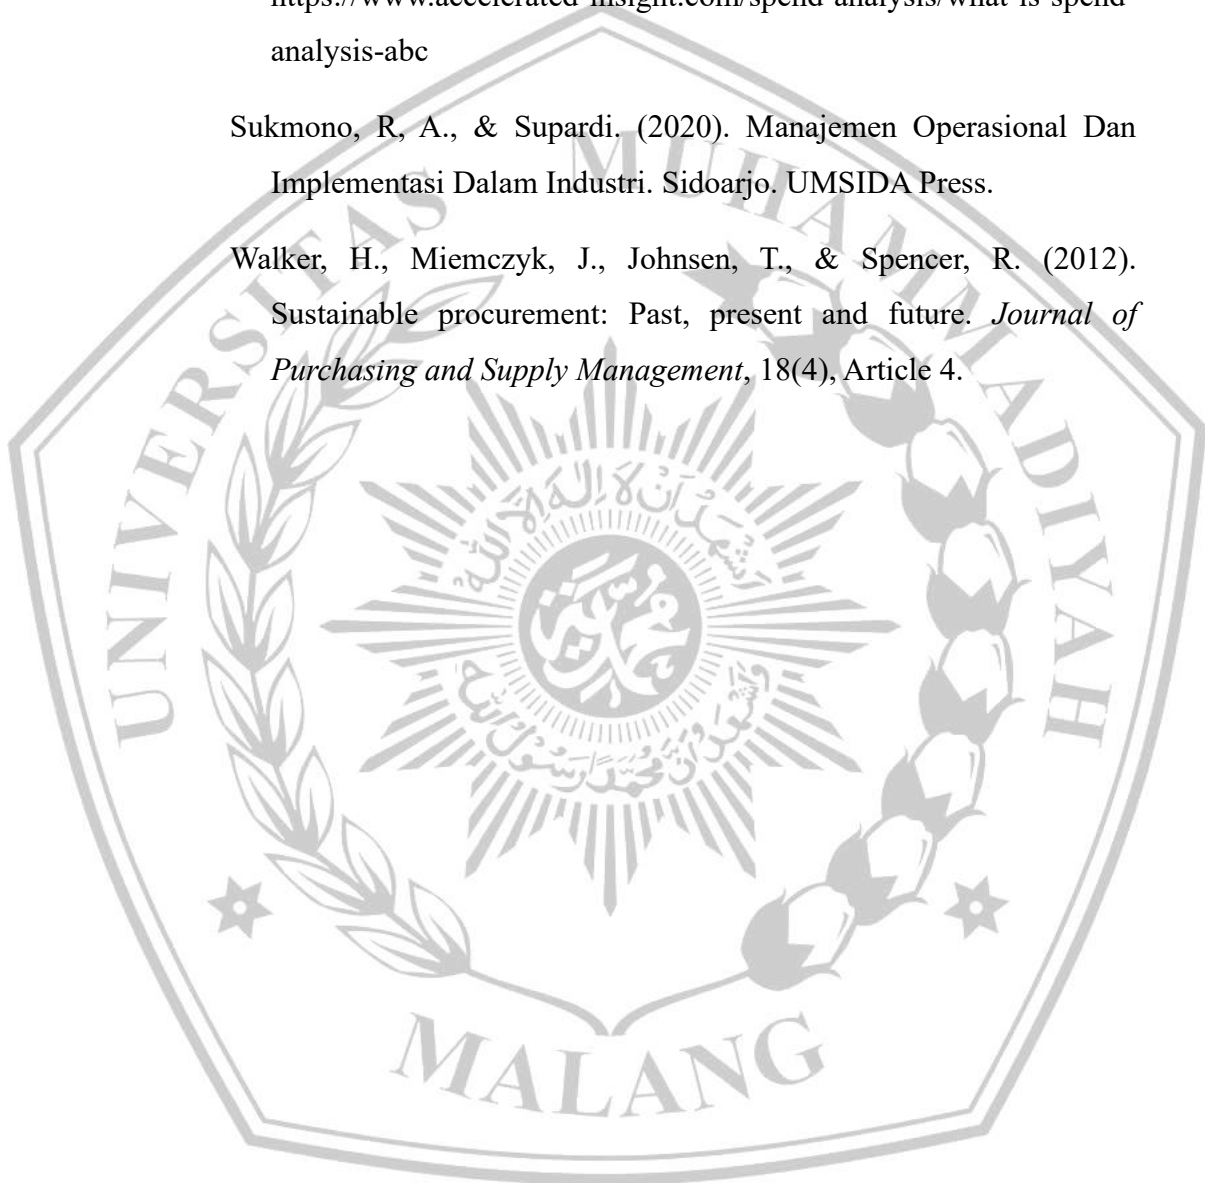 https://www.accelerated-insight.com/spend-analysis/what-is-spend-
analysis-abc
Sukmono, R, A., & Supardi. (2020). Manajemen Operasional Dan
Implementasi Dalam Industri. Sidoarjo. UMSIDA Press.
Walker, H., Miemczyk, J., Johnsen, T., & Spencer, R. (2012).
Sustainable procurement: Past, present and future. Journal of
Purchasing and Supply Management, 18(4), Article 4.
UNIVERSITAS MUHAMMADIYAH
MALANG